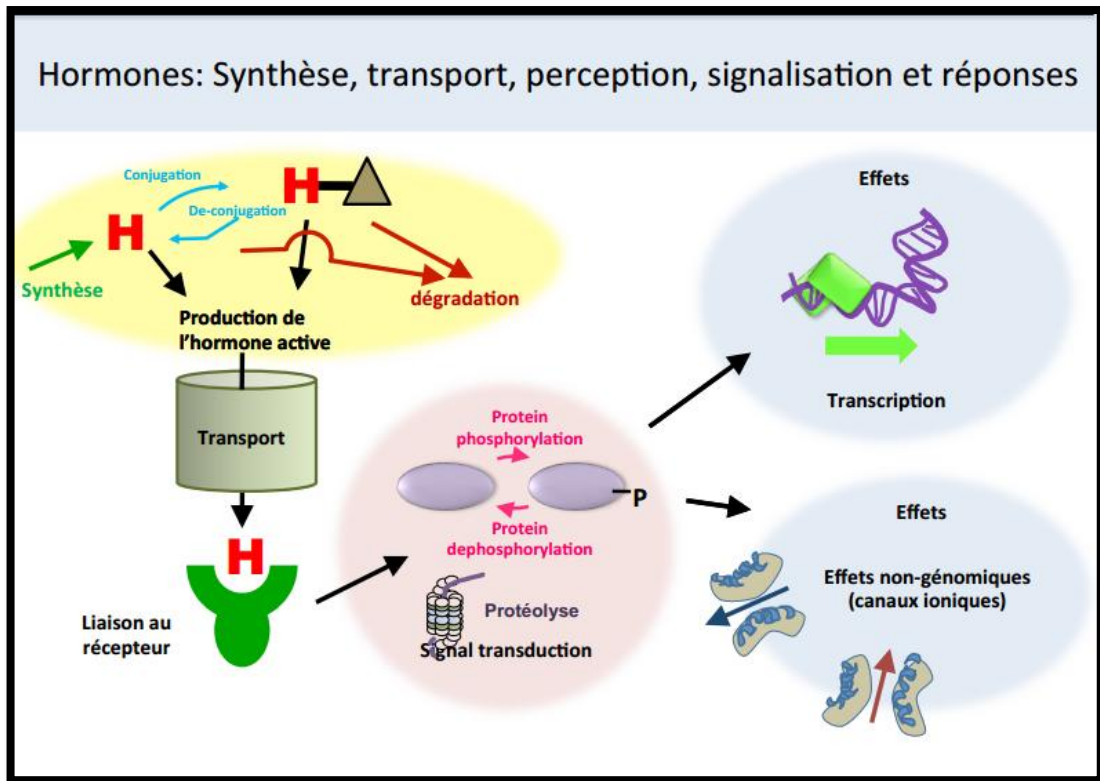 Hormones: Synthèse, transport, perception, signalisation et réponses
Conjugation
H
H
De-conjugation
Synthèse
dégradation
Production de
l'hormone active
Transport
H
Liaison au
récepteur
Protein
phosphorylation
P
Protein
dephosphorylation
Protéolyse
Signal transduction
Effets
Transcription
Effets
Effets non-génomiques
(canaux ioniques)